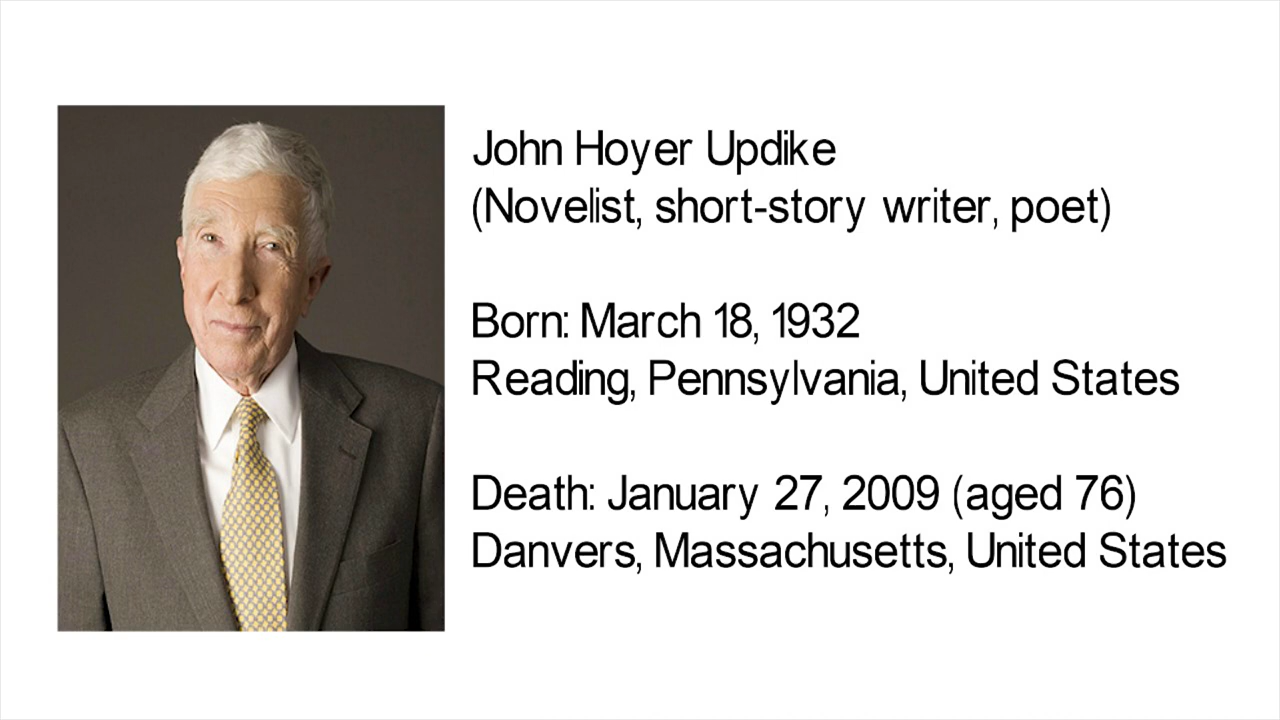 John Hoyer Updike
(Novelist, short-story writer, poet)
Born: March 18, 1932
Reading, Pennsylvania, United States
Death: January 27, 2009 (aged 76)
Danvers, Massachusetts, United States